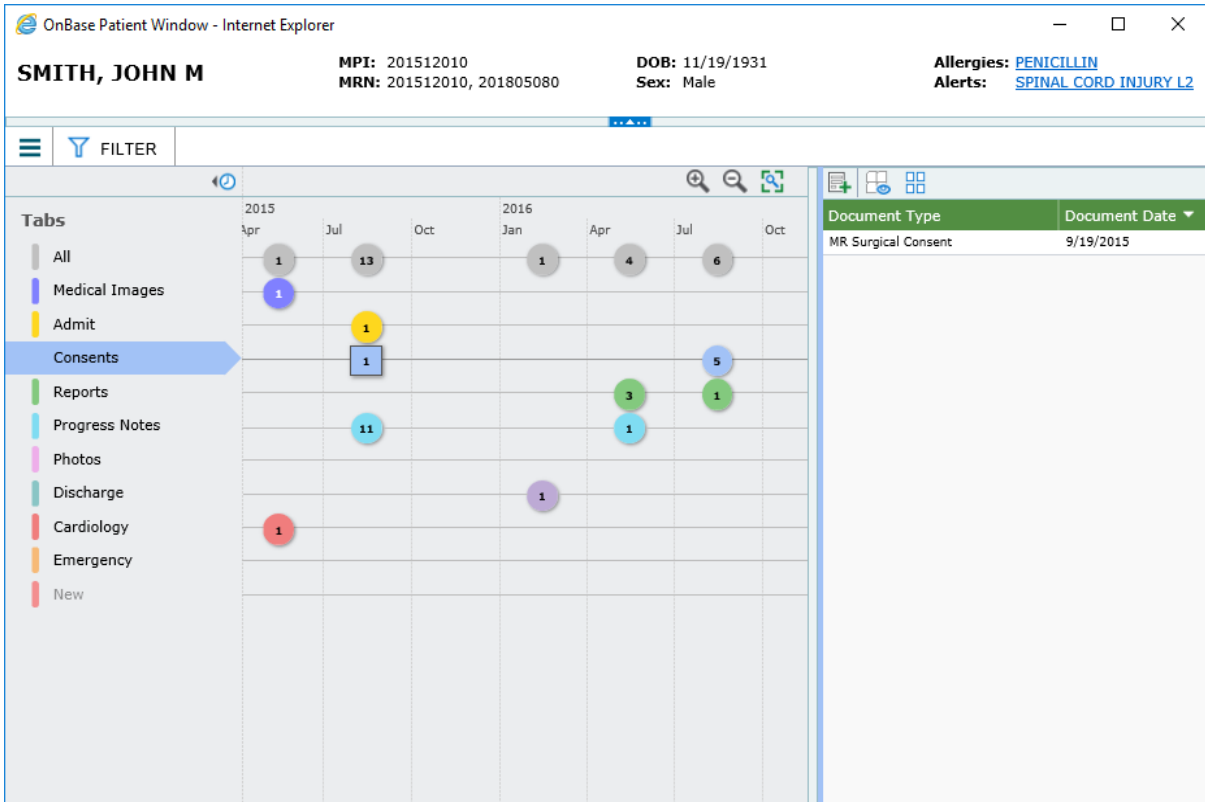 OnBase Patient Window - Internet Explorer
SMITH, JOHN M
MPI: 201512010
MRN: 201512010, 201805080
DOB: 11/19/1931
Sex: Male
Allergies: PENICILLIN
Alerts: SPINAL CORD INJURY L2
FILTER
Tabs
2015 2016
Apr Jul Oct Jan Apr Jul Oct
All 1 13 1 4 6
Medical Images 1
Admit 1
Consents 1 5
Reports 3 1
Progress Notes 11 1
Photos
Discharge 1
Cardiology 1
Emergency
New
Document Type Document Date
MR Surgical Consent 9/19/2015